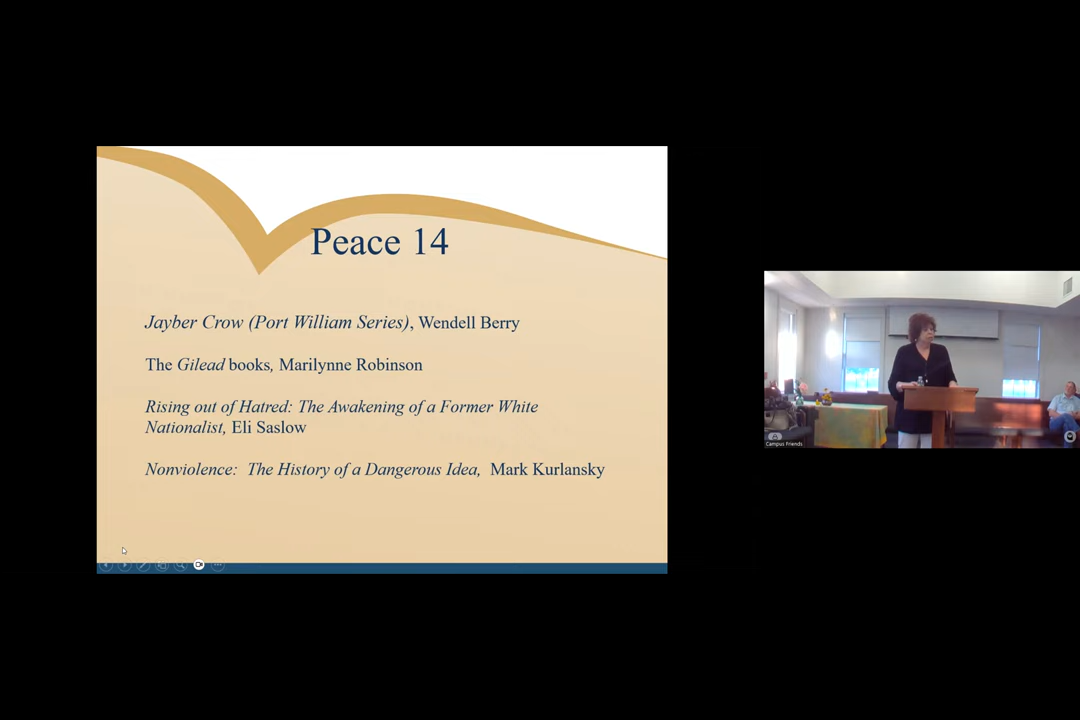 Peace 14
Jayber Crow (Port William Series), Wendell Berry
The Gilead books, Marilynne Robinson
Rising out of Hatred: The Awakening of a Former White
Nationalist, Eli Saslow
Nonviolence: The History of a Dangerous Idea, Mark Kurlansky
Campus Friends